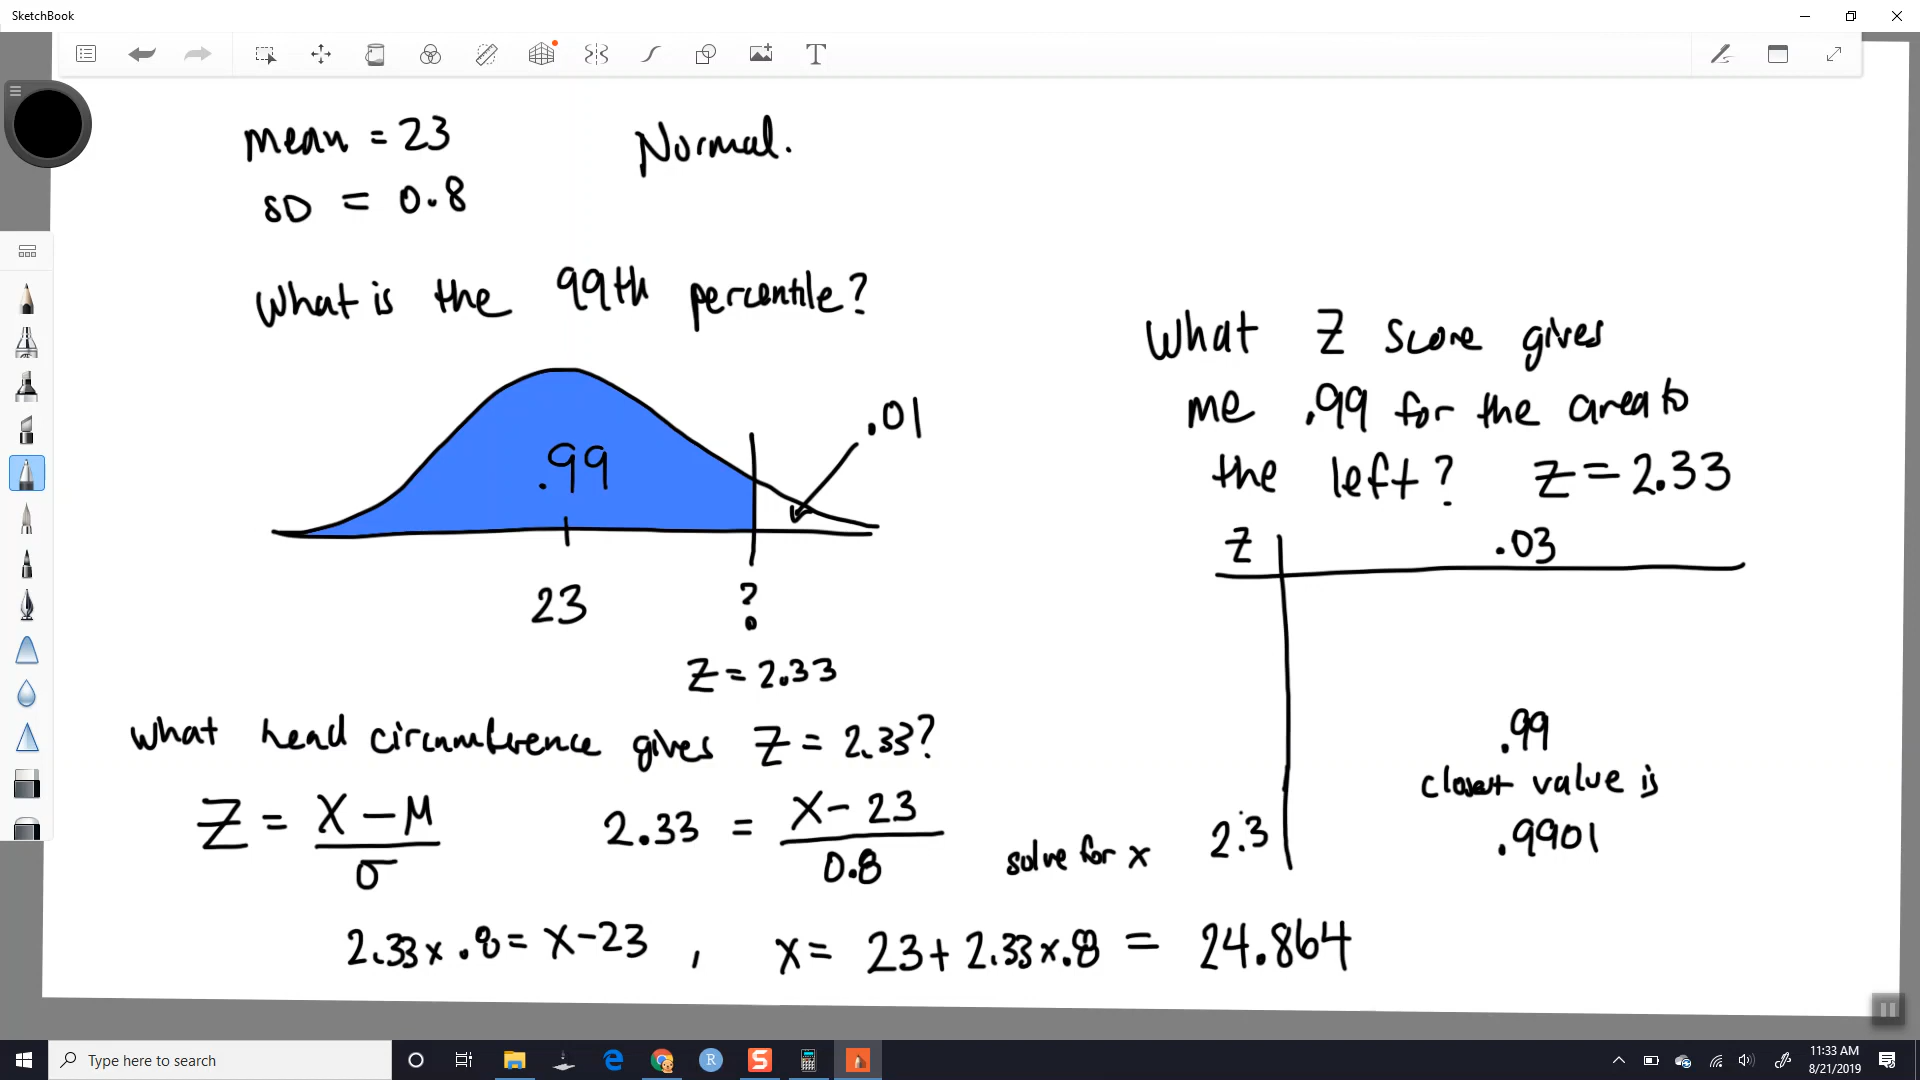 SketchBook
mean = 23
SD = 0.8
Normal.
What is the 99th percentile?
.99
.01
23
?
Z = 2.33
What head circumference gives Z = 2.33?
Z = X - μ / σ
2.33 = X - 23 / 0.8
solve for x
2.33 x .8 = X - 23 , X = 23 + 2.33 x .8 = 24.864
What Z score gives
me .99 for the area to
the left? Z = 2.33
Z .03
.99
closest value is
2.3 .9901
Type here to search
11:33 AM
8/21/2019